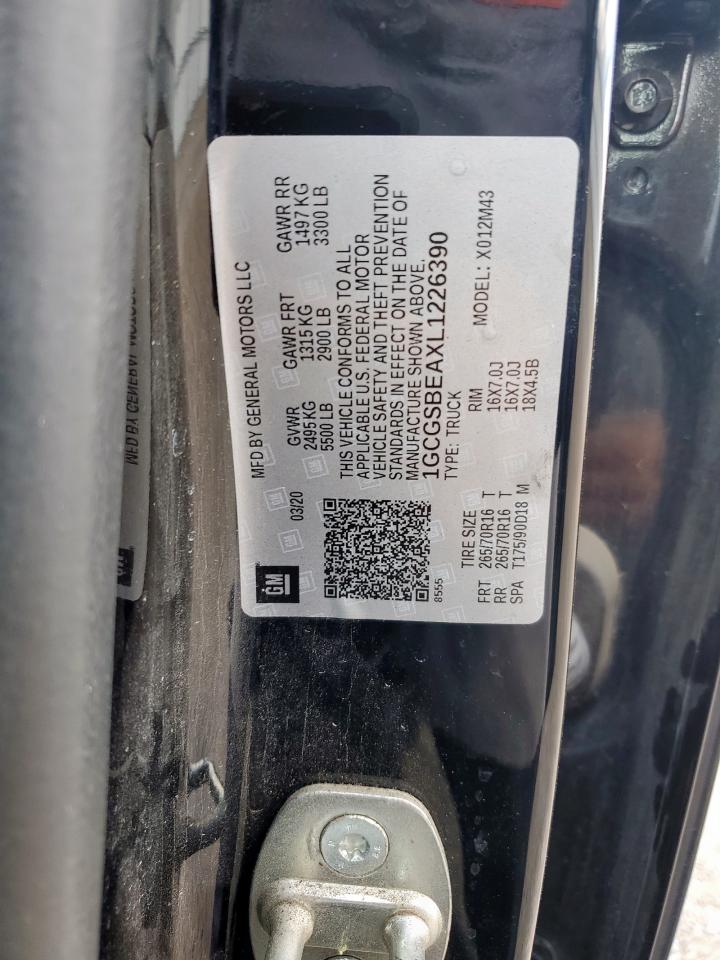 MFD BY GENERAL MOTORS LLC
03/20
GVWR GAWR FRT GAWR RR
2495 KG 1315 KG 1497 KG
5500 LB 2900 LB 3300 LB
THIS VEHICLE CONFORMS TO ALL
APPLICABLE U.S. FEDERAL MOTOR
VEHICLE SAFETY AND THEFT PREVENTION
STANDARDS IN EFFECT ON THE DATE OF
MANUFACTURE SHOWN ABOVE.
1GCGSBEAXL1226390
TYPE: TRUCK
MODEL: X012M43
GM
8555
TIRE SIZE RIM
FRT 265/70R16 T 16X7.0J
RR 265/70R16 T 16X7.0J
SPA T175/90D18 M 18X4.5B